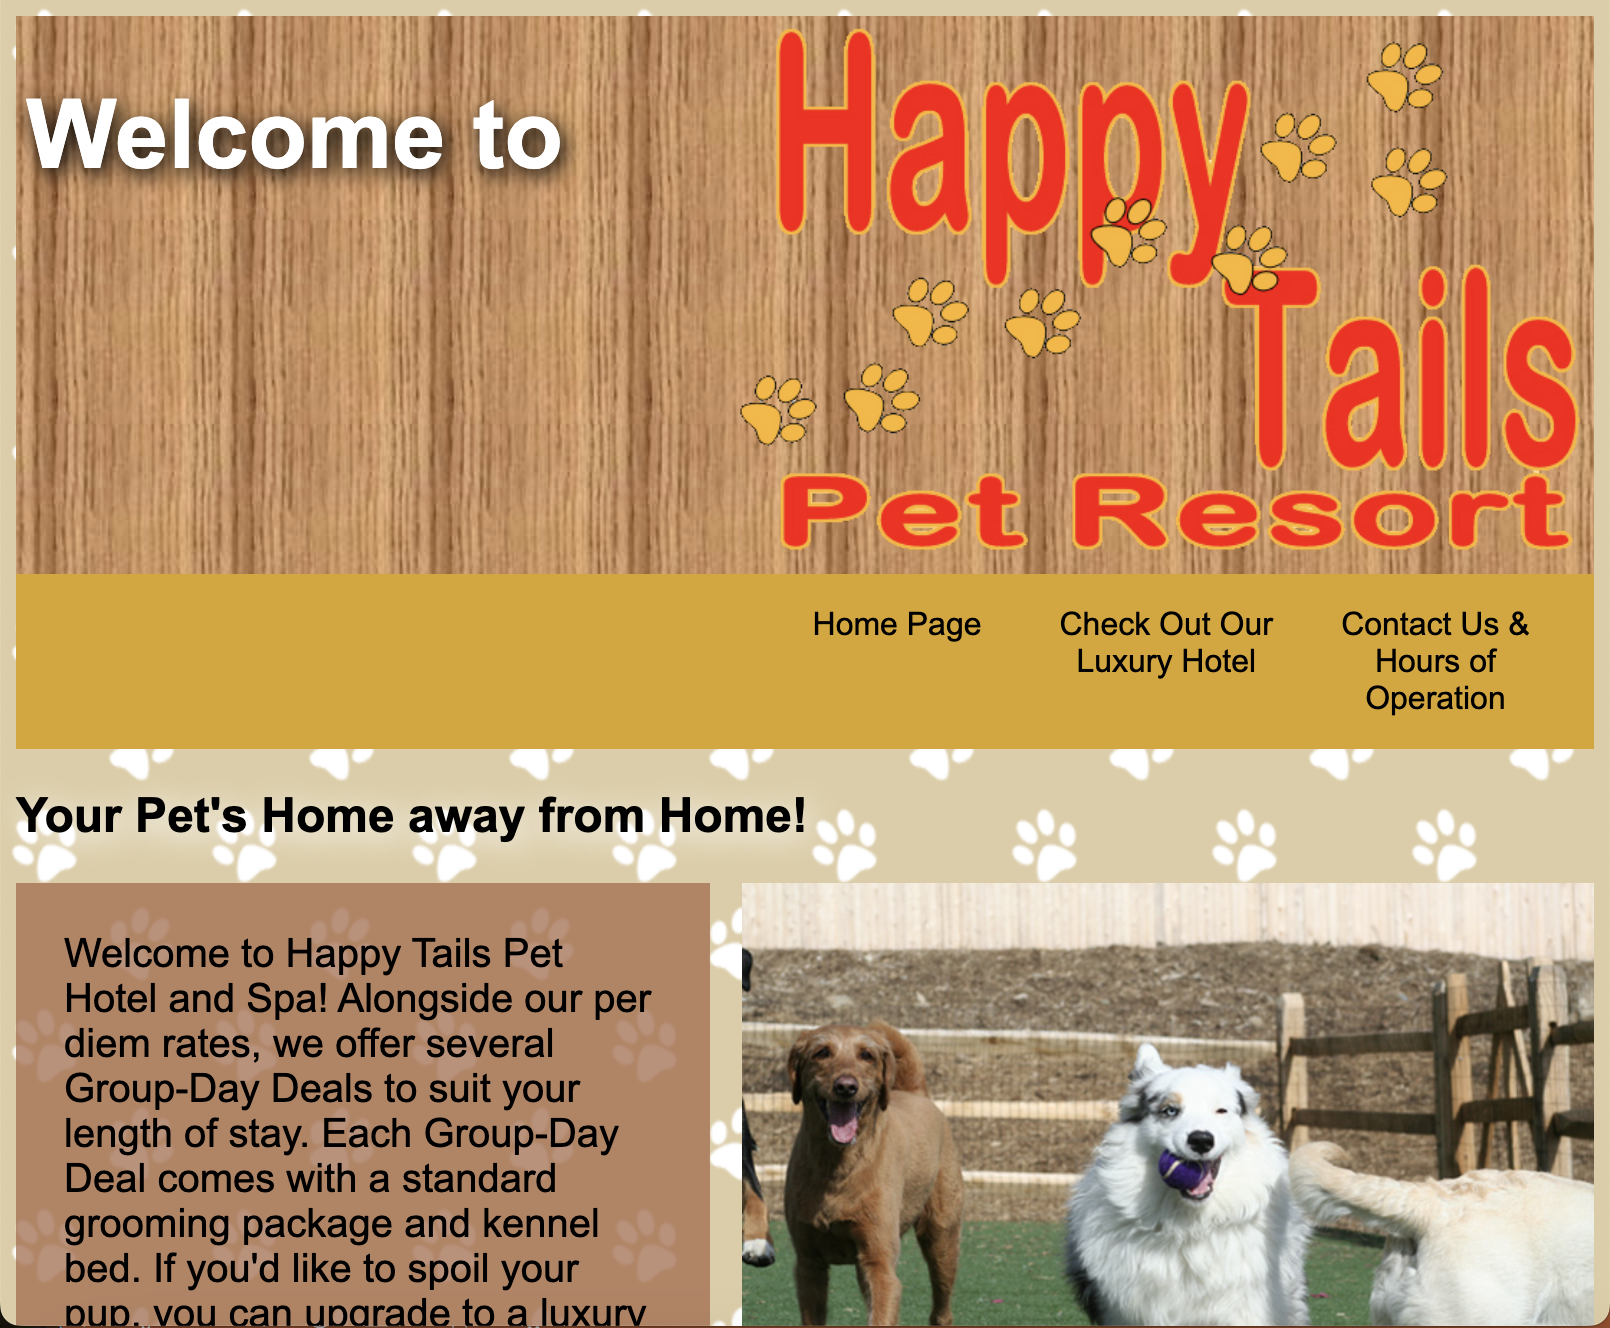 Welcome to
Happy
Tails
Pet Resort
Home Page
Check Out Our
Luxury Hotel
Contact Us &
Hours of
Operation
Your Pet's Home away from Home!
Welcome to Happy Tails Pet
Hotel and Spa! Alongside our per
diem rates, we offer several
Group-Day Deals to suit your
length of stay. Each Group-Day
Deal comes with a standard
grooming package and kennel
bed. If you'd like to spoil your
pup, you can upgrade to a luxury